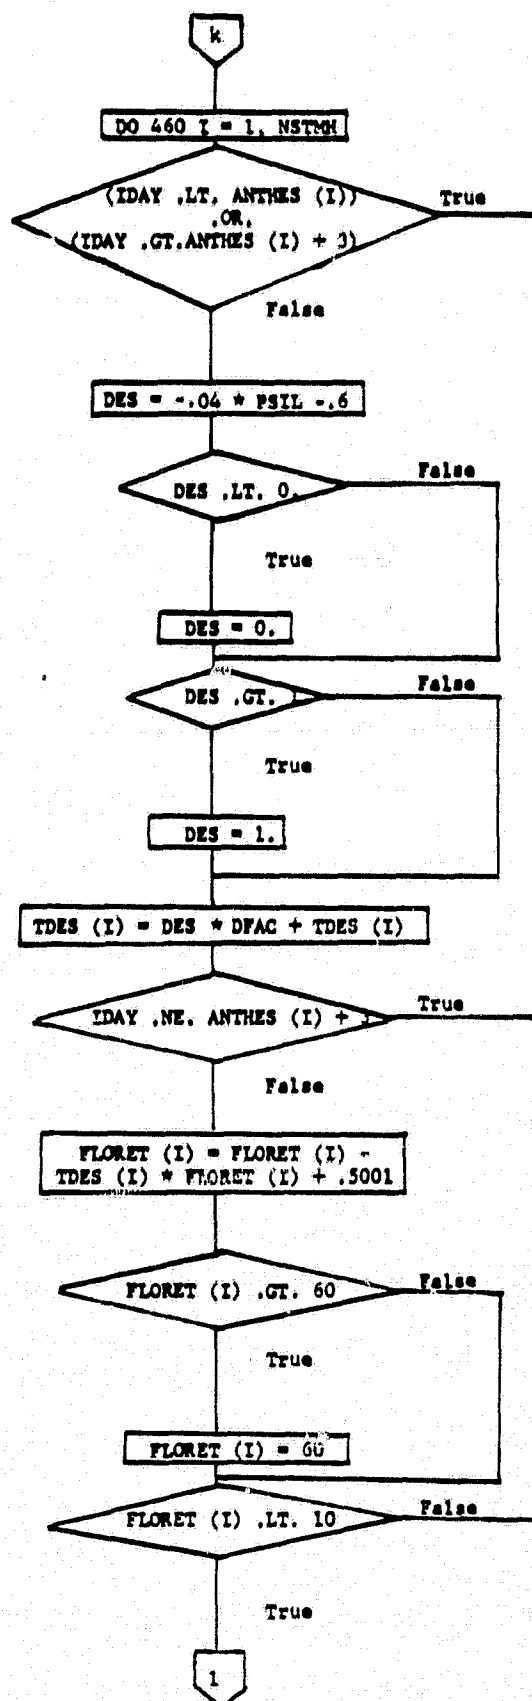 k
DO 460 I = 1, NSTMH
(IDAY .LT. ANTHES (I))
.OR.
(IDAY .GT.ANTHES (I) + 3)
True
False
DES = -.04 * PSIL -.6
DES .LT. 0.
False
True
DES = 0.
DES .GT.
False
True
DES = 1.
TDES (I) = DES * DFAC + TDES (I)
IDAY .NE. ANTHES (I) + 3
True
False
FLORET (I) = FLORET (I) -
TDES (I) * FLORET (I) + .5001
FLORET (I) .GT. 60
False
True
FLORET (I) = 60
FLORET (I) .LT. 10
False
True